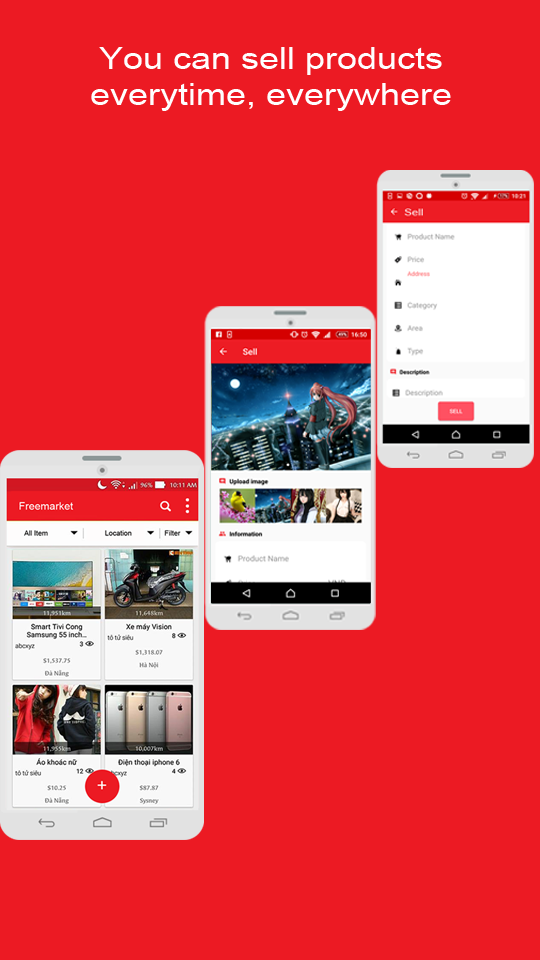 You can sell products
everytime, everywhere
10:21
Sell
Product Name
Price
Address
Category
Area
Type
Description
Description
SELL
49%
16:50
Sell
Upload image
Information
Product Name
96%
10:11 AM
Freemarket
All Item
Location
Filter
11,951km
11,648km
Smart Tivi Cong
Samsung 55 inch...
abcxyz
3
$1,537.75
Đà Nẵng
Xe máy Vision
tô tử siêu
8
$1,318.07
Hà Nội
11,955km
10,007km
Áo khoác nữ
tô tử siêu
12
$10.25
Đà Nẵng
Điện thoại iphone 6
cxyz
4
$87.87
Sysney
+